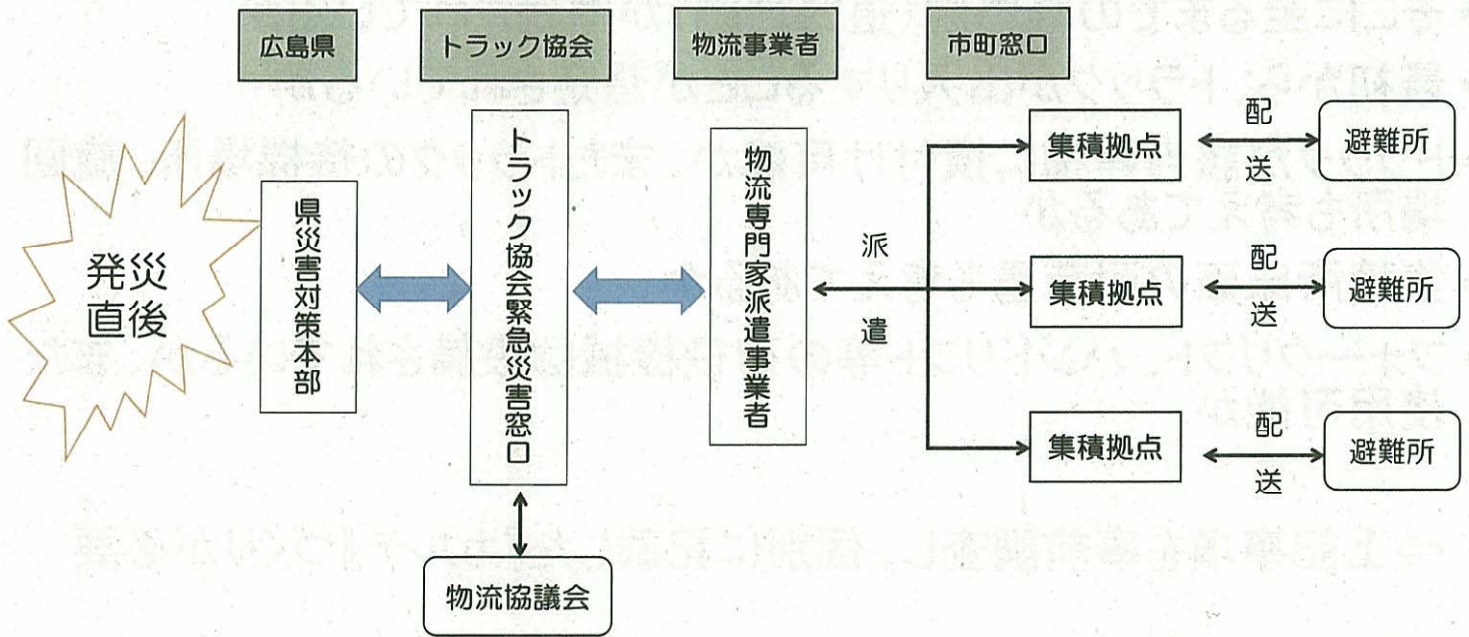 広島県
トラック協会
物流事業者
市町窓口
発災
直後
県災害対策本部
トラック協会緊急災害窓口
物流専門家派遣事業者
派
遣
集積拠点
配
送
避難所
集積拠点
配
送
避難所
集積拠点
配
送
避難所
物流協議会